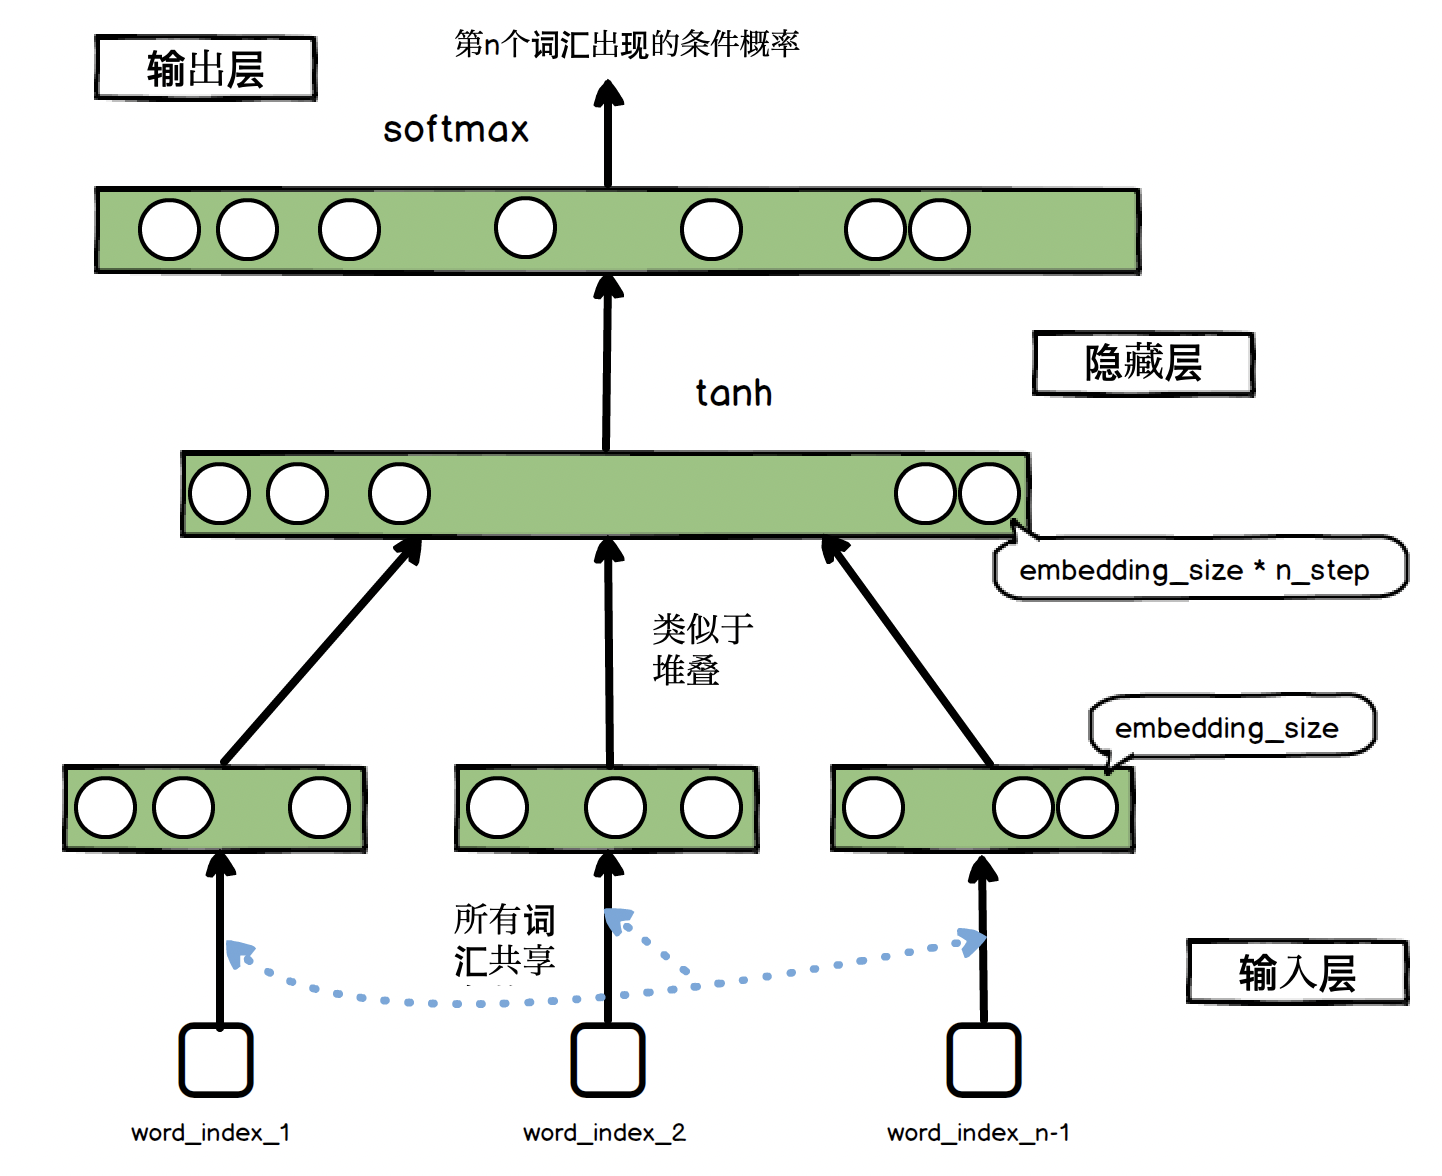 第n个词汇出现的条件概率
输出层
softmax
隐藏层
tanh
embedding_size * n_step
类似于
堆叠
embedding_size
所有词
汇共享
输入层
word_index_1
word_index_2
word_index_n-1